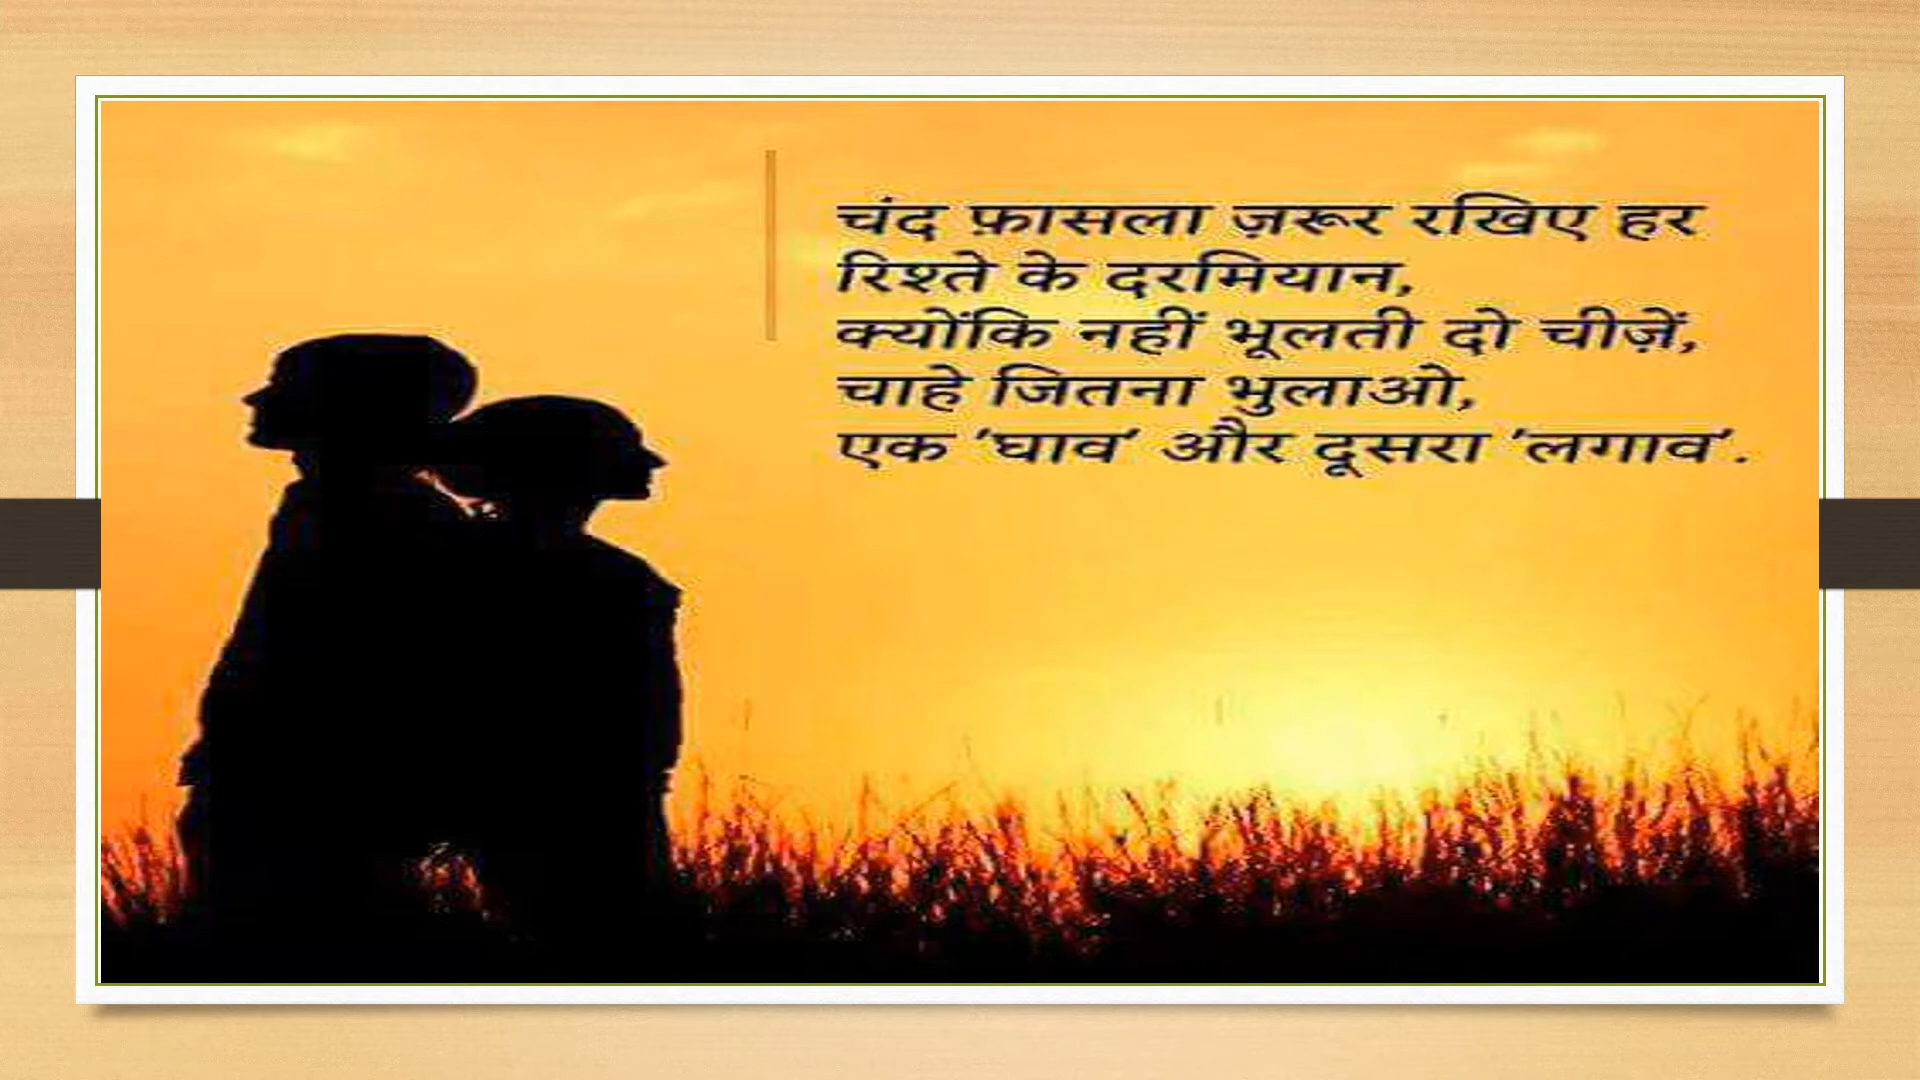 चंद फ़ासला ज़रूर रखिए हर
रिश्ते के दरमियान,
क्योंकि नहीं भूलती दो चीज़ें,
चाहे जितना भुलाओ,
एक 'घाव' और दूसरा 'लगाव'.